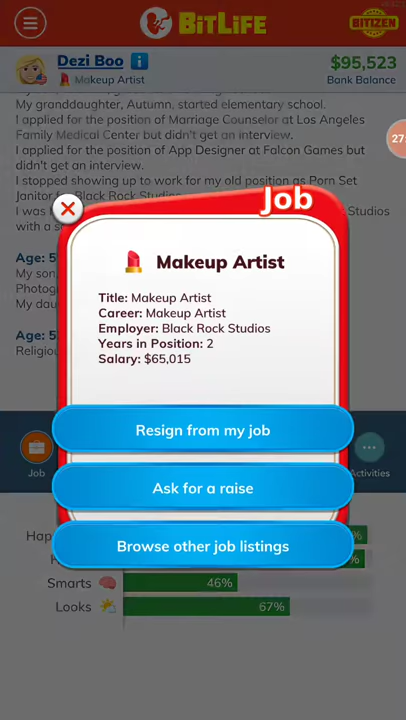 BITLIFE
BITIZEN
Dezi Boo
$95,523
Makeup Artist
Bank Balance
My granddaughter, Autumn, started elementary school.
I applied for the position of Marriage Counselor at Los Angeles
Family Medical Center but didn't get an interview.
I applied for the position of App Designer at Falcon Games but
didn't get an interview.
27
I stopped showing up to work for my old position as Porn Set
Janitor
Black Rock Studios
Job
I was
Studios
with a
Makeup Artist
Age: 5
Title: Makeup Artist
My son
Career: Makeup Artist
Photog
Employer: Black Rock Studios
My dau
Years in Position: 2
Age: 5
Salary: $65,015
Religio
Resign from my job
Job
Ask for a raise
Activities
Browse other job listings
Hap
%
%
Smarts
46%
Looks
67%